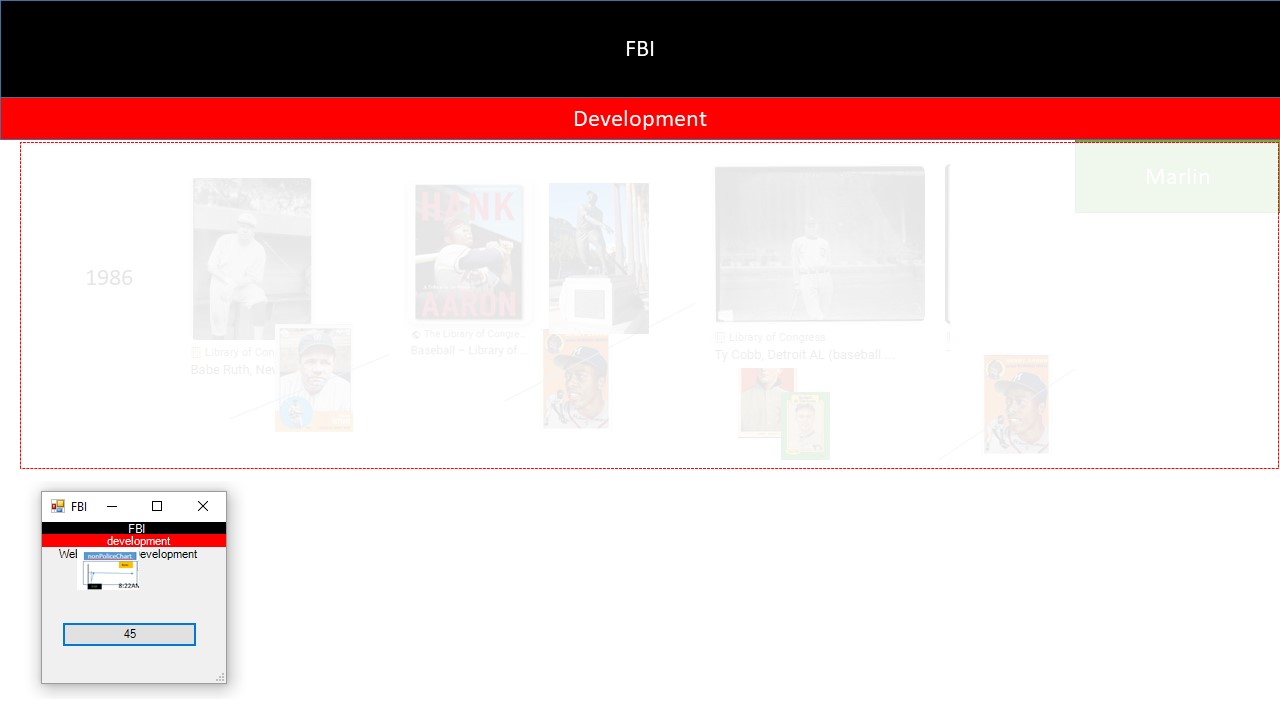 FBI
Development
Marlin
1986
HANK
AARON
Library of Con
Babe Ruth, Nev
The Library of Congre...
Baseball – Library of ...
Library of Congress
Ty Cobb, Detroit AL (baseball ...
FBI
FBI
development
Wel evelopment
nonPoliceChart
8:22AM
45